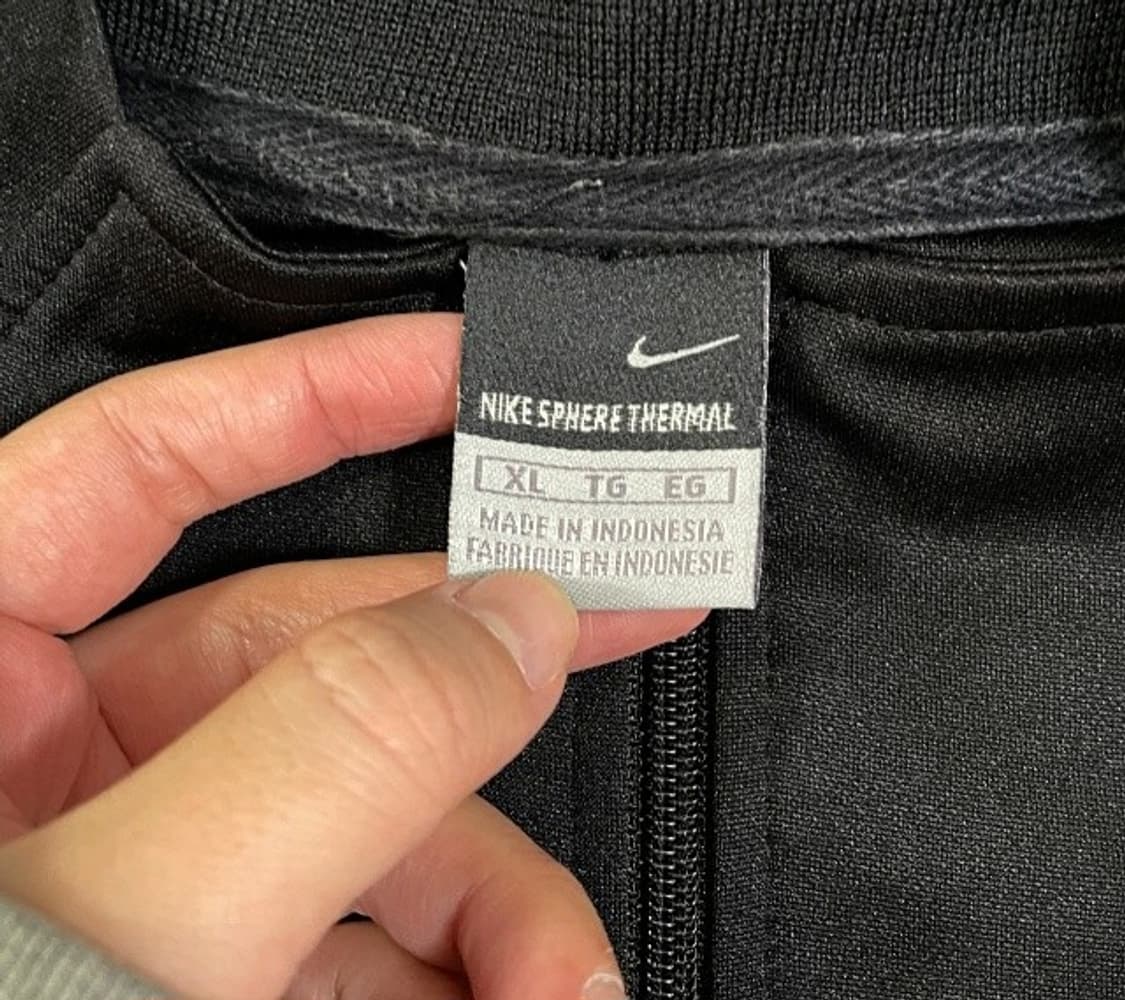 NIKE SPHERE THERMAL
XL TG EG
MADE IN INDONESIA
FABRIQUE EN INDONESIE